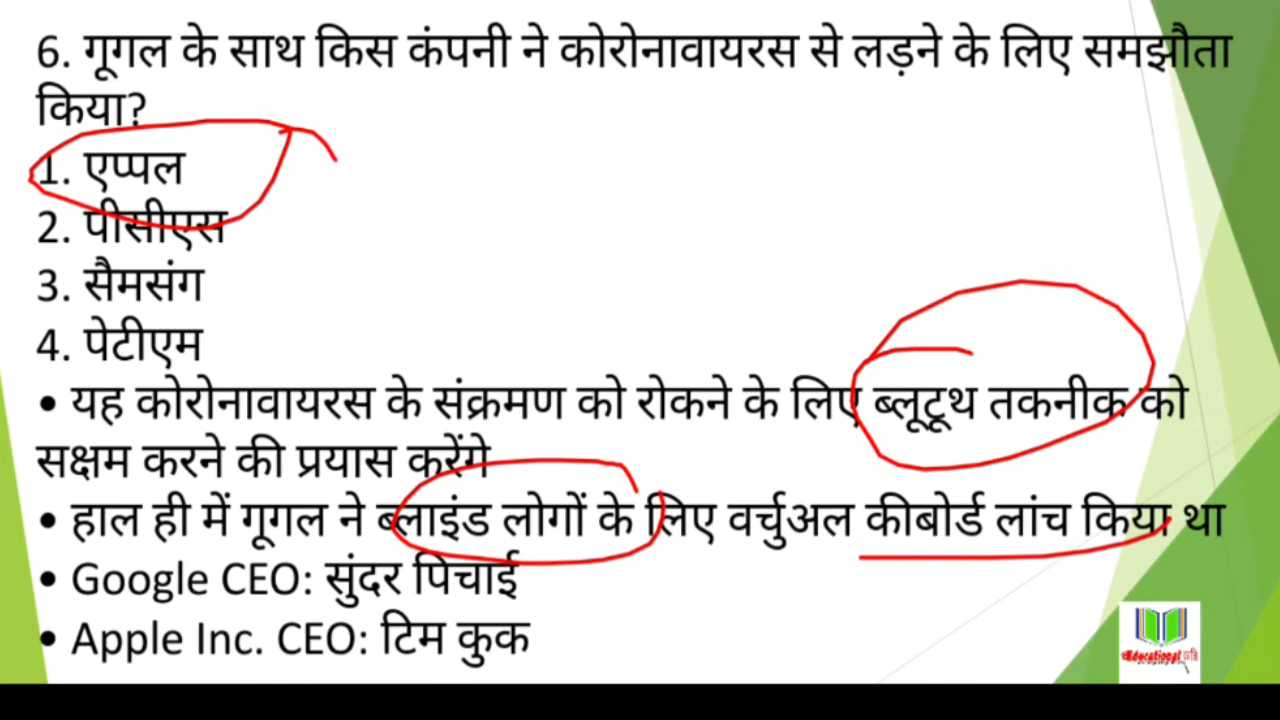 6. गूगल के साथ किस कंपनी ने कोरोनावायरस से लड़ने के लिए समझौता
किया?
1. एप्पल
2. पीसीएस
3. सैमसंग
4. पेटीएम
• यह कोरोनावायरस के संक्रमण को रोकने के लिए ब्लूटूथ तकनीक को
सक्षम करने की प्रयास करेंगे
• हाल ही में गूगल ने ब्लाइंड लोगों के लिए वर्चुअल कीबोर्ड लांच किया था
• Google CEO: सुंदर पिचाई
• Apple Inc. CEO: टिम कुक
Educational